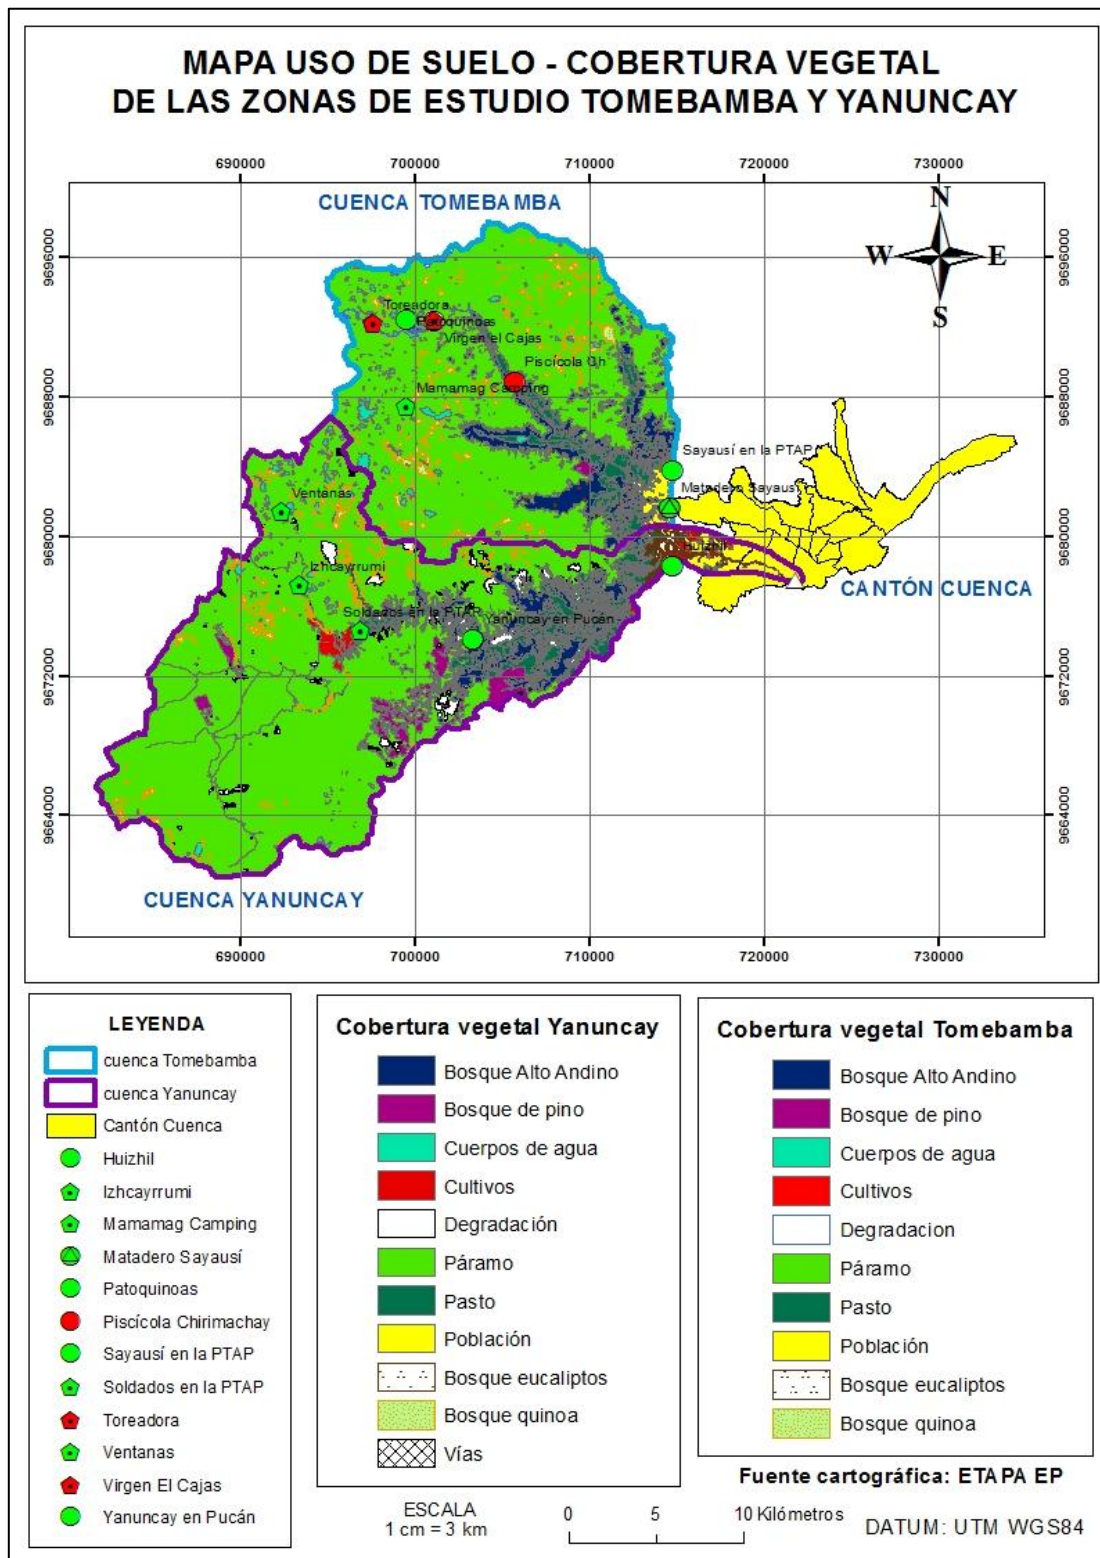 MAPA USO DE SUELO - COBERTURA VEGETAL
DE LAS ZONAS DE ESTUDIO TOMEBAMBA Y YANUNCAY
690000 700000 710000 720000 730000
CUENCA TOMEBAMBA
N
W E
S
9696000 9696000
Toreadora
Patoquinoas
Virgen el Cajas
Piscícola Ch
Mamamag Camping
9688000 9688000
Sayausí en la PTAP
Ventanas
Matadero Sayausí
9680000 9680000
Huizhil
Izhcayrrumi
CANTÓN CUENCA
Soldados en la PTAP
Yanuncay en Pucán
9672000 9672000
9664000 9664000
CUENCA YANUNCAY
690000 700000 710000 720000 730000
LEYENDA
cuenca Tomebamba
cuenca Yanuncay
Cantón Cuenca
Huizhil
Izhcayrrumi
Mamamag Camping
Matadero Sayausí
Patoquinoas
Piscícola Chirimachay
Sayausí en la PTAP
Soldados en la PTAP
Toreadora
Ventanas
Virgen El Cajas
Yanuncay en Pucán
Cobertura vegetal Yanuncay
Bosque Alto Andino
Bosque de pino
Cuerpos de agua
Cultivos
Degradación
Páramo
Pasto
Población
Bosque eucaliptos
Bosque quinoa
Vías
Cobertura vegetal Tomebamba
Bosque Alto Andino
Bosque de pino
Cuerpos de agua
Cultivos
Degradacion
Páramo
Pasto
Población
Bosque eucaliptos
Bosque quinoa
Fuente cartográfica: ETAPA EP
ESCALA
1 cm = 3 km
0 5 10 Kilómetros
DATUM: UTM WGS84